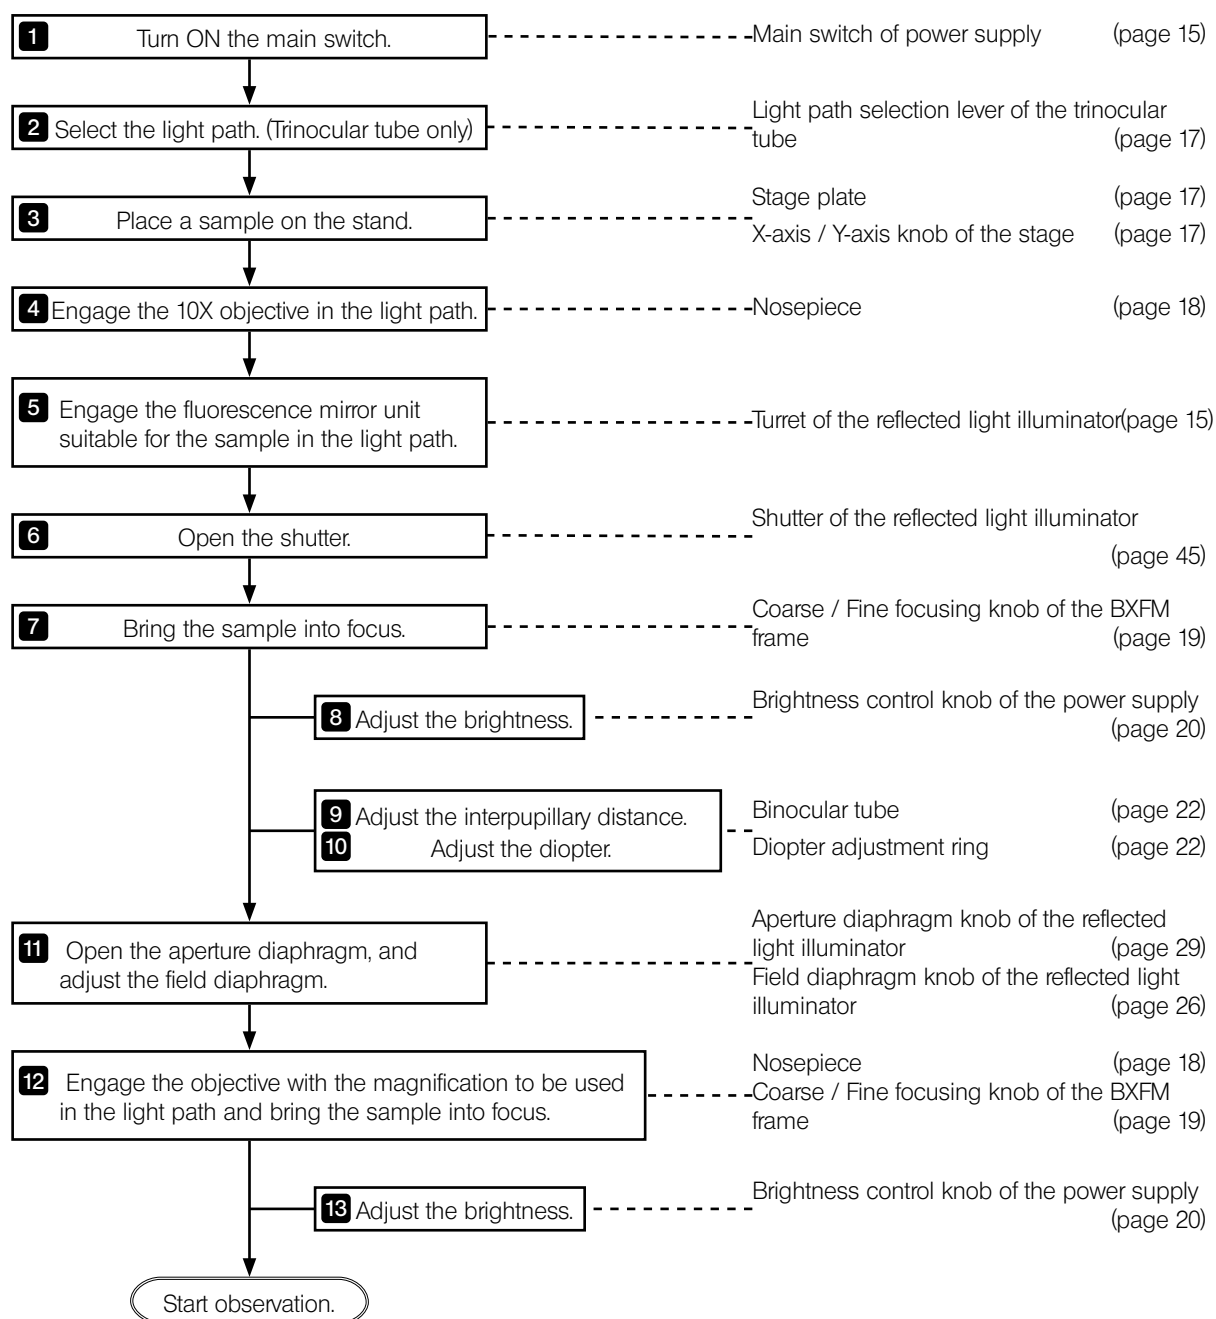 1 Turn ON the main switch.
Main switch of power supply (page 15)
2 Select the light path. (Trinocular tube only)
Light path selection lever of the trinocular
tube (page 17)
3 Place a sample on the stand.
Stage plate (page 17)
X-axis / Y-axis knob of the stage (page 17)
4 Engage the 10X objective in the light path.
Nosepiece (page 18)
5 Engage the fluorescence mirror unit
suitable for the sample in the light path.
Turret of the reflected light illuminator(page 15)
6 Open the shutter.
Shutter of the reflected light illuminator
(page 45)
7 Bring the sample into focus.
Coarse / Fine focusing knob of the BXFM
frame (page 19)
8 Adjust the brightness.
Brightness control knob of the power supply
(page 20)
9 Adjust the interpupillary distance.
10 Adjust the diopter.
Binocular tube (page 22)
Diopter adjustment ring (page 22)
11 Open the aperture diaphragm, and
adjust the field diaphragm.
Aperture diaphragm knob of the reflected
light illuminator (page 29)
Field diaphragm knob of the reflected light
illuminator (page 26)
12 Engage the objective with the magnification to be used
in the light path and bring the sample into focus.
Nosepiece (page 18)
Coarse / Fine focusing knob of the BXFM
frame (page 19)
13 Adjust the brightness.
Brightness control knob of the power supply
(page 20)
Start observation.